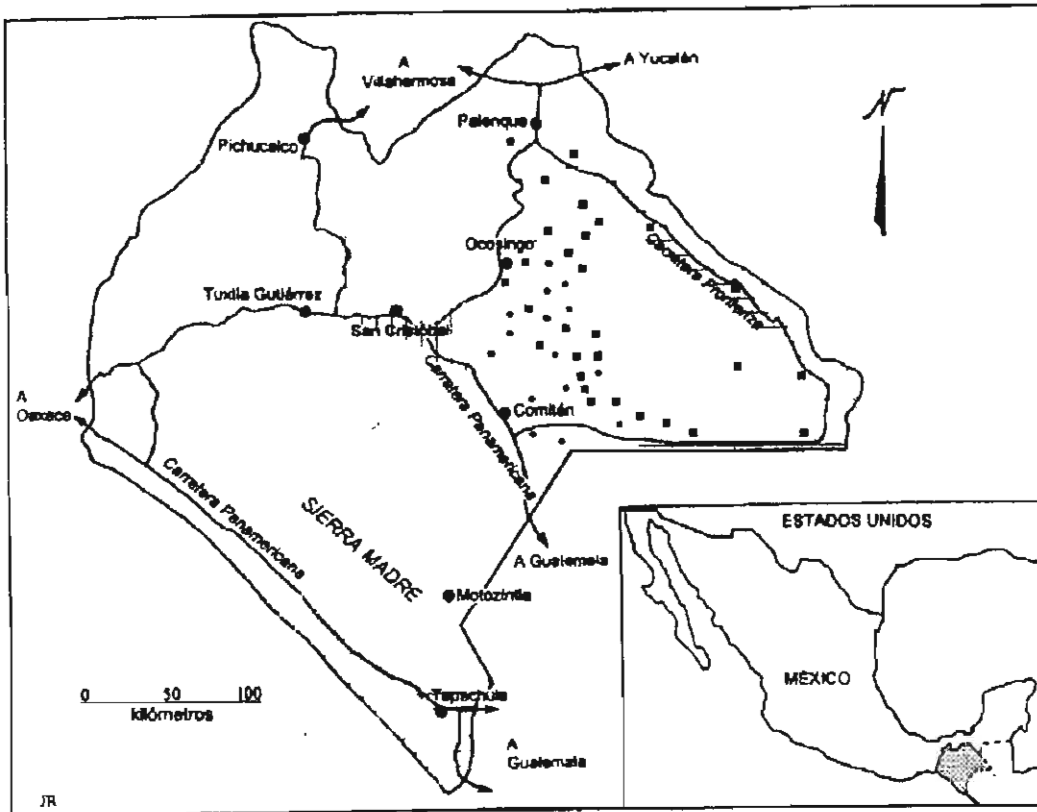 A
Villahermosa
A Yucatán
Palenque
Pichucalco
Ocosingo
Carretera Fronteriza
Tuxtla Gutiérrez
San Cristóbal
A
Oaxaca
Carretera Panamericana
Comitán
Carretera Panamericana
SIERRA MADRE
A Guatemala
Motozintla
0 50 100
kilómetros
Tapachula
A
Guatemala
ESTADOS UNIDOS
MÉXICO
JR
N